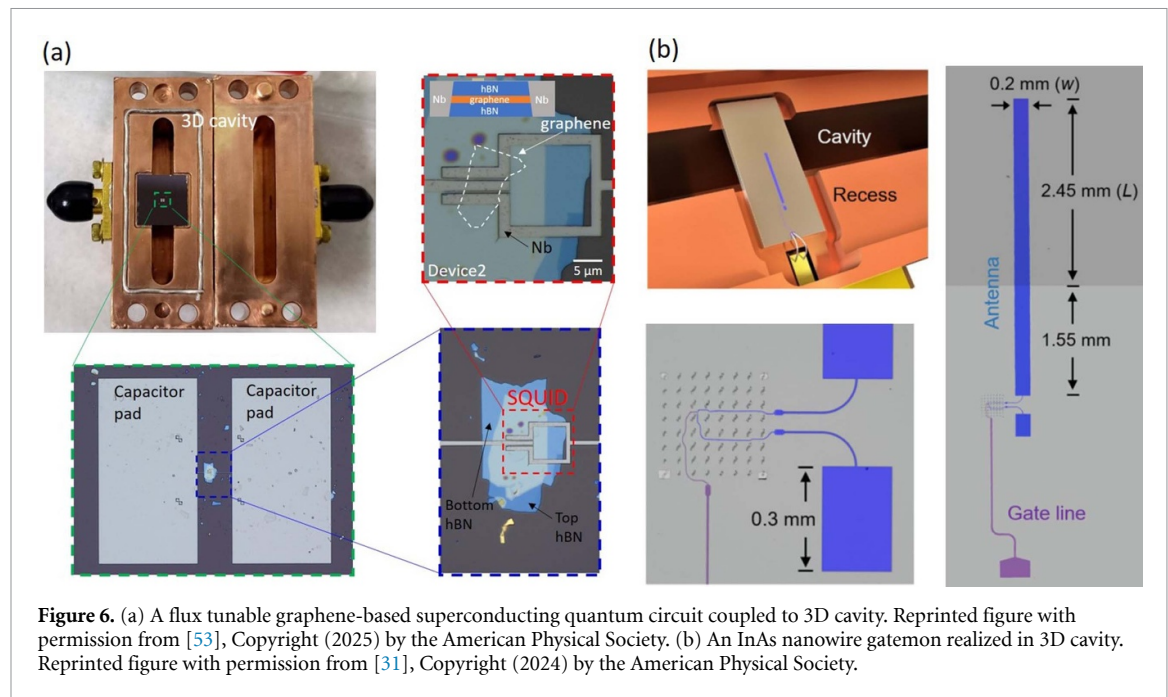 (a)
3D cavity
hBN
Nb
graphene
Nb
hBN
graphene
Nb
Device2
5 µm
Capacitor
pad
Capacitor
pad
SQUID
Bottom
hBN
Top
hBN
(b)
Cavity
Recess
0.3 mm
0.2 mm (w)
2.45 mm (L)
Antenna
1.55 mm
Gate line
Figure 6. (a) A flux tunable graphene-based superconducting quantum circuit coupled to 3D cavity. Reprinted figure with
permission from [53], Copyright (2025) by the American Physical Society. (b) An InAs nanowire gatemon realized in 3D cavity.
Reprinted figure with permission from [31], Copyright (2024) by the American Physical Society.